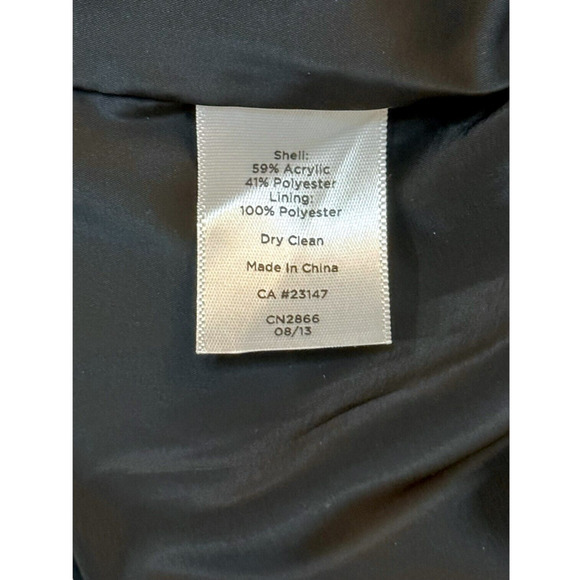 Shell:
59% Acrylic
41% Polyester
Lining:
100% Polyester
Dry Clean
Made In China
CA #23147
CN2866
08/13